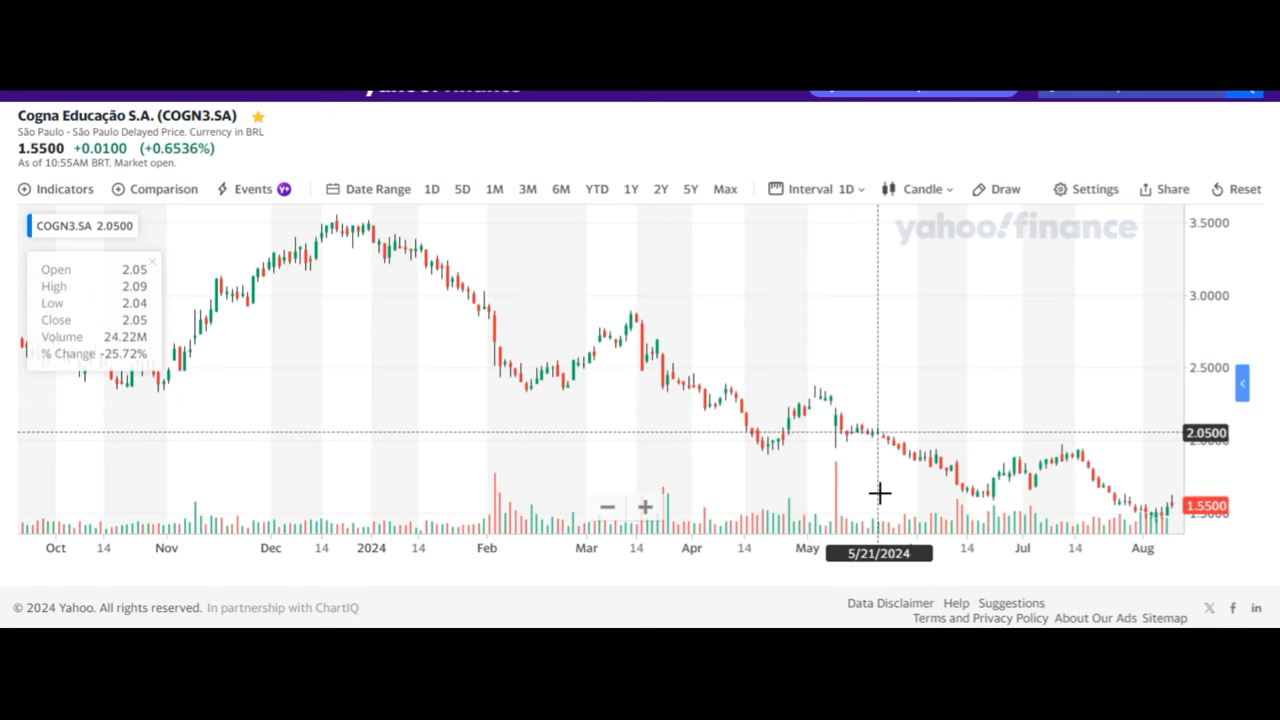 Cogna Educação S.A. (COGN3.SA)
São Paulo - São Paulo Delayed Price. Currency in BRL
1.5500 +0.0100 (+0.6536%)
As of 10:55AM BRT. Market open.
Indicators Comparison Events Y+ Date Range 1D 5D 1M 3M 6M YTD 1Y 2Y 5Y Max Interval 1D Candle Draw Settings Share Reset
COGN3.SA 2.0500
yahoo!finance
3.5000
Open 2.05
High 2.09
Low 2.04
Close 2.05
Volume 24.22M
% Change -25.72%
3.0000
2.5000
2.0500
1.5500
Oct 14 Nov Dec 14 2024 14 Feb Mar 14 Apr 14 May 14 Jul 14 Aug
5/21/2024
© 2024 Yahoo. All rights reserved. In partnership with ChartIQ
Data Disclaimer Help Suggestions
Terms and Privacy Policy About Our Ads Sitemap